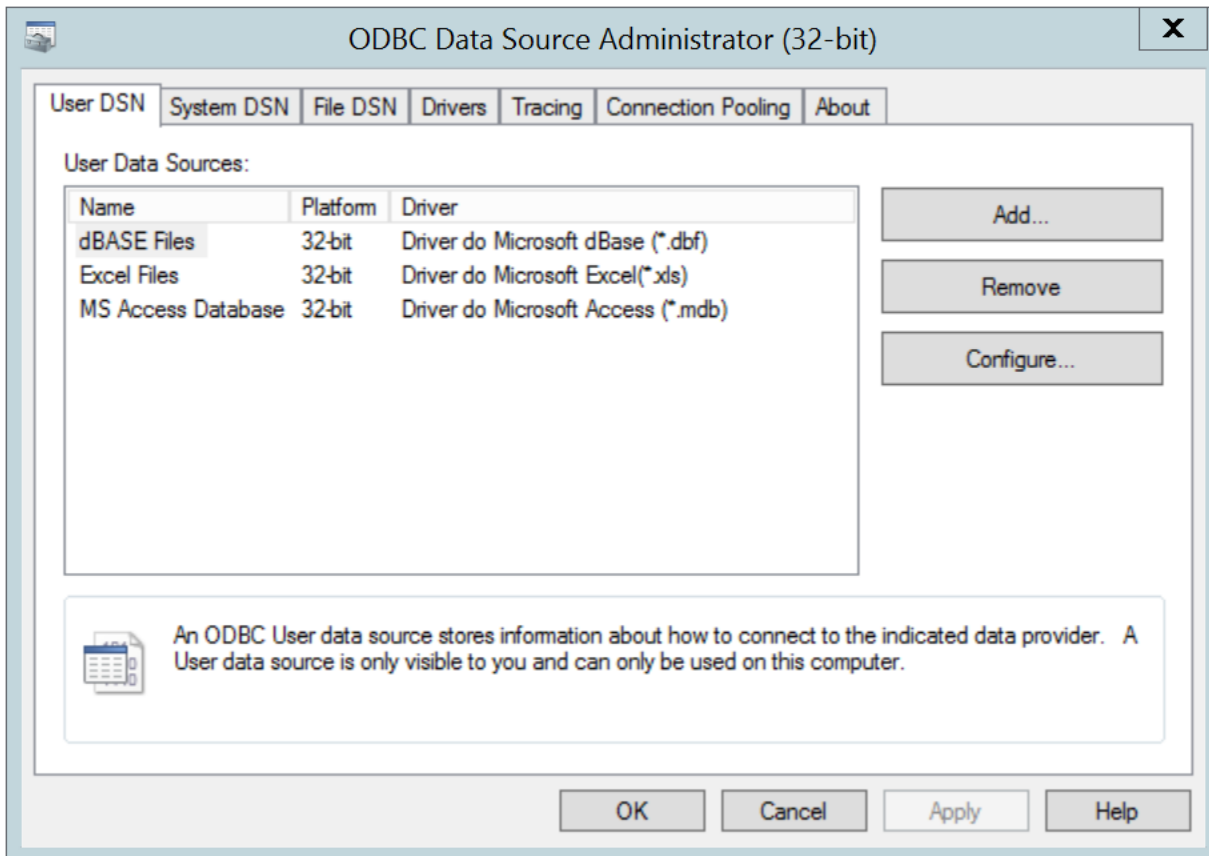 ODBC Data Source Administrator (32-bit)
X
User DSN System DSN File DSN Drivers Tracing Connection Pooling About
User Data Sources:
Name Platform Driver
dBASE Files 32-bit Driver do Microsoft dBase (*.dbf)
Excel Files 32-bit Driver do Microsoft Excel(*.xls)
MS Access Database 32-bit Driver do Microsoft Access (*.mdb)
Add...
Remove
Configure...
An ODBC User data source stores information about how to connect to the indicated data provider. A
User data source is only visible to you and can only be used on this computer.
OK Cancel Apply Help